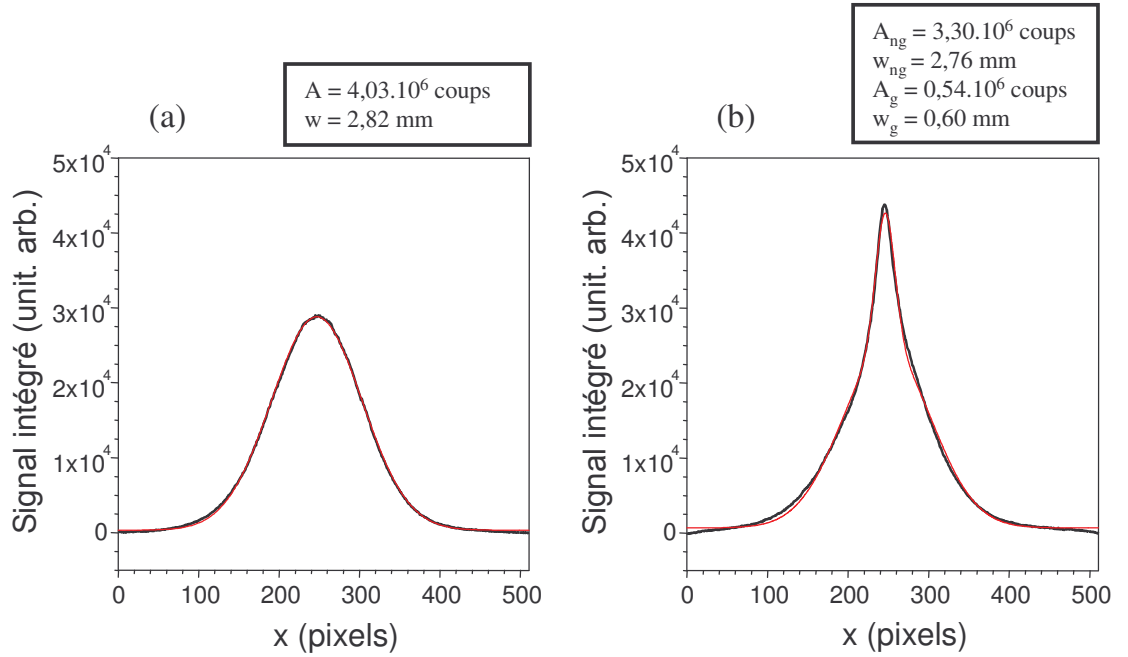 (a)
A = 4,03.10⁶ coups
w = 2,82 mm
Signal intégré (unit. arb.)
5x10⁴
4x10⁴
3x10⁴
2x10⁴
1x10⁴
0
0 100 200 300 400 500
x (pixels)
(b)
A_ng = 3,30.10⁶ coups
w_ng = 2,76 mm
A_g = 0,54.10⁶ coups
w_g = 0,60 mm
Signal intégré (unit. arb.)
5x10⁴
4x10⁴
3x10⁴
2x10⁴
1x10⁴
0
0 100 200 300 400 500
x (pixels)